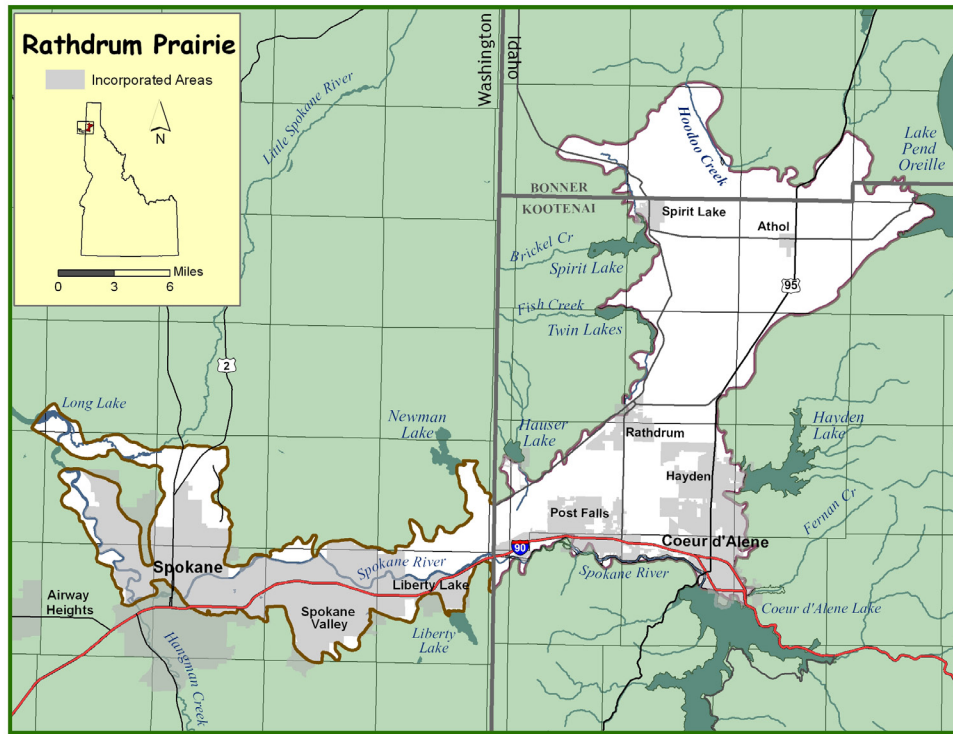 Rathdrum Prairie
Incorporated Areas
N
Miles
0 3 6
Washington
Idaho
Little Spokane River
Hoodoo Creek
Lake
Pend
Oreille
BONNER
KOOTENAI
Spirit Lake
Athol
Brickel Cr
Spirit Lake
95
Fish Creek
Twin Lakes
2
Long Lake
Newman
Lake
Hauser
Lake
Rathdrum
Hayden
Lake
Hayden
Fernan Cr
Post Falls
Coeur d'Alene
90
Spokane
Spokane River
Spokane River
Liberty Lake
Airway
Heights
Spokane
Valley
Coeur d'Alene Lake
Liberty
Lake
Hangman Creek